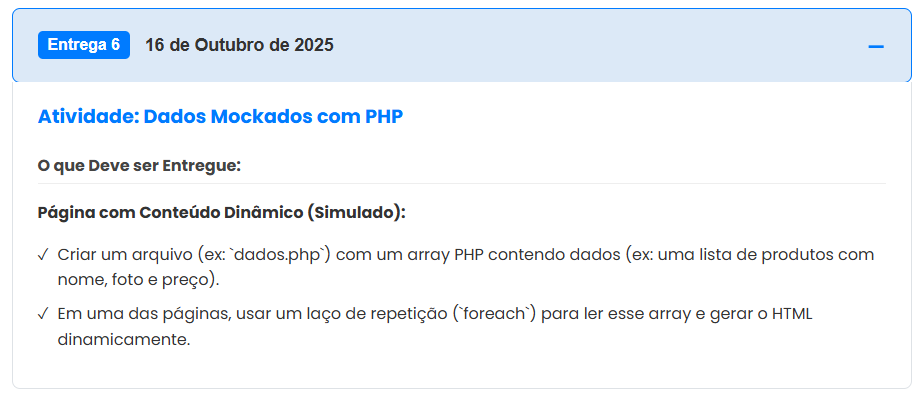 Entrega 6 16 de Outubro de 2025
Atividade: Dados Mockados com PHP
O que Deve ser Entregue:
Página com Conteúdo Dinâmico (Simulado):
✓ Criar um arquivo (ex: `dados.php`) com um array PHP contendo dados (ex: uma lista de produtos com
nome, foto e preço).
✓ Em uma das páginas, usar um laço de repetição (`foreach`) para ler esse array e gerar o HTML
dinamicamente.